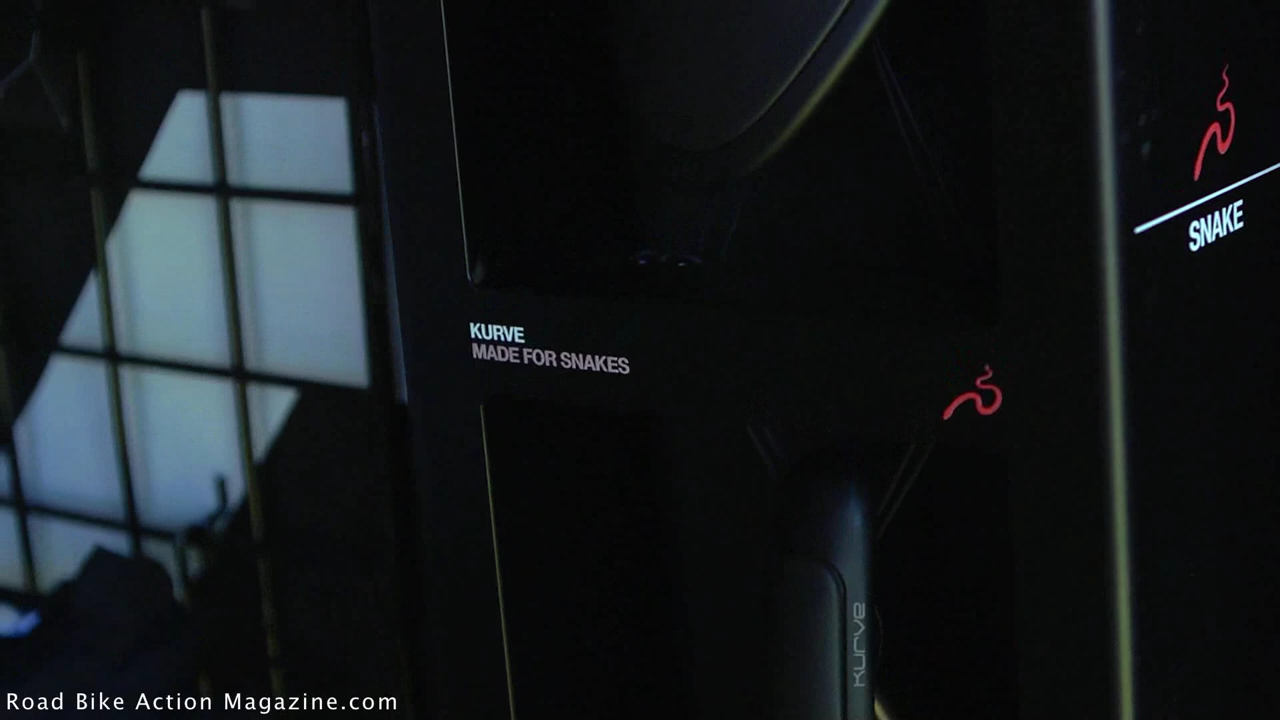 KURVE
MADE FOR SNAKES
SNAKE
KURVE
Road Bike Action Magazine.com